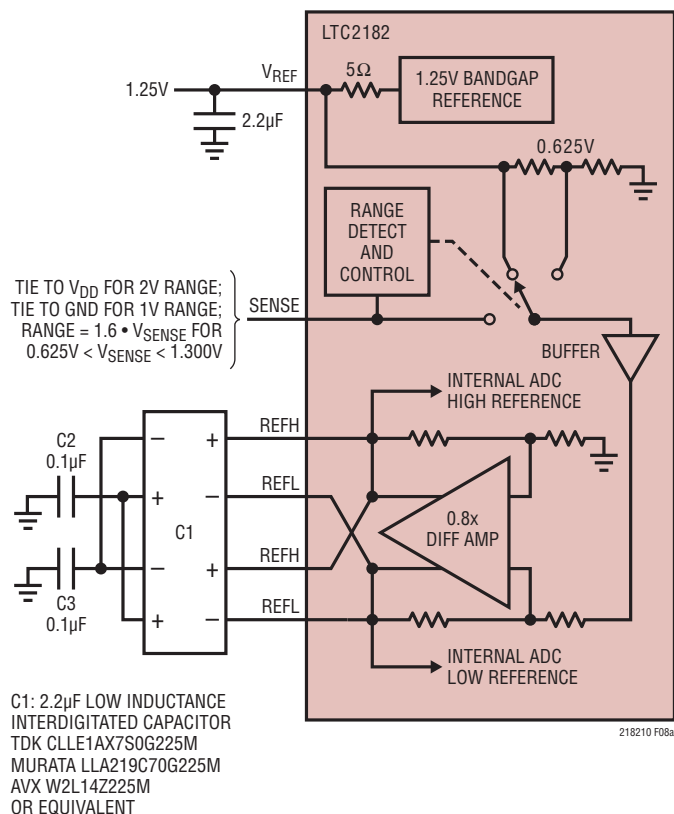 LTC2182
VREF
5Ω
1.25V BANDGAP
REFERENCE
1.25V
2.2µF
0.625V
RANGE
DETECT
AND
CONTROL
TIE TO VDD FOR 2V RANGE;
TIE TO GND FOR 1V RANGE;
RANGE = 1.6 • VSENSE FOR
0.625V < VSENSE < 1.300V
SENSE
BUFFER
INTERNAL ADC
HIGH REFERENCE
C2
0.1µF
– +
REFH
+ –
REFL
C1
0.8x
DIFF AMP
– +
REFH
C3
0.1µF
+ –
REFL
INTERNAL ADC
LOW REFERENCE
C1: 2.2µF LOW INDUCTANCE
INTERDIGITATED CAPACITOR
TDK CLLE1AX7S0G225M
MURATA LLA219C70G225M
AVX W2L14Z225M
OR EQUIVALENT
218210 F08a